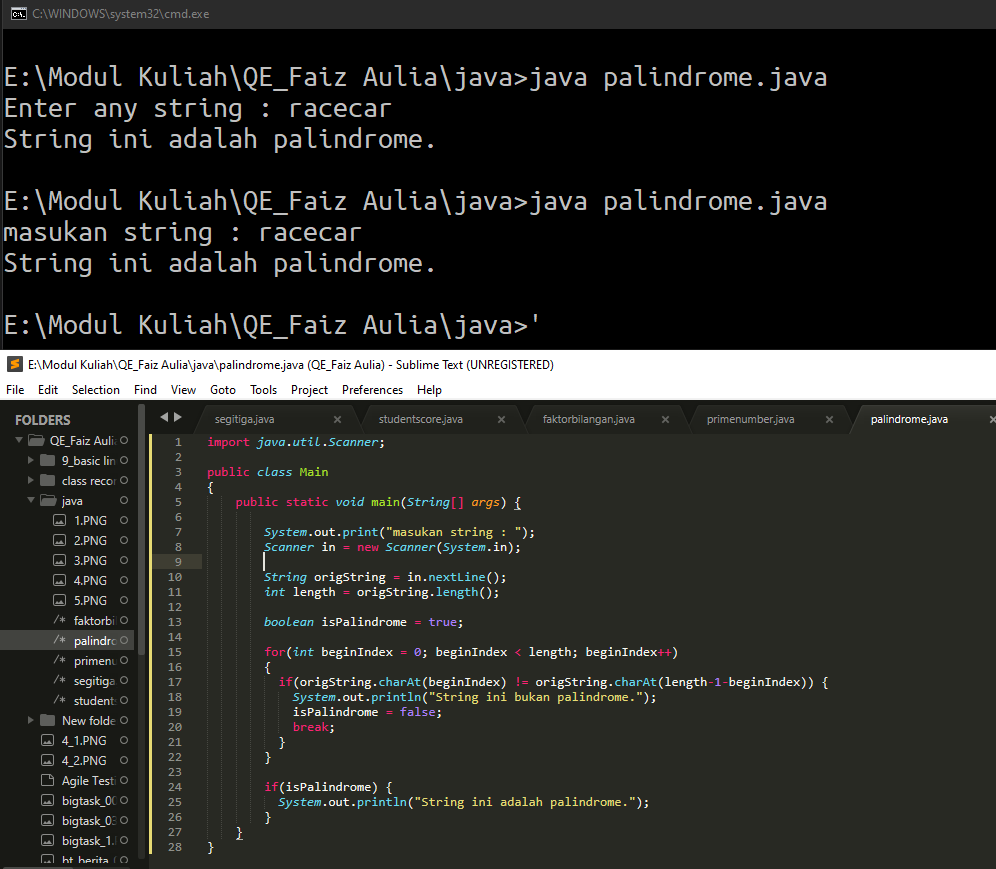 C:\WINDOWS\system32\cmd.exe
E:\Modul Kuliah\QE_Faiz Aulia\java>java palindrome.java
Enter any string : racecar
String ini adalah palindrome.
E:\Modul Kuliah\QE_Faiz Aulia\java>java palindrome.java
masukan string : racecar
String ini adalah palindrome.
E:\Modul Kuliah\QE_Faiz Aulia\java>'
E:\Modul Kuliah\QE_Faiz Aulia\java\palindrome.java (QE_Faiz Aulia) - Sublime Text (UNREGISTERED)
File Edit Selection Find View Goto Tools Project Preferences Help
FOLDERS
QE_Faiz Auli
9_basic lin
class recor
java
1.PNG
2.PNG
3.PNG
4.PNG
5.PNG
/* faktorbi
/* palindro
/* primenu
/* segitiga
/* student
New folde
4_1.PNG
4_2.PNG
Agile Testi
bigtask_00
bigtask_03
bigtask_1.
ht_berita_
segitiga.java × studentscore.java × faktorbilangan.java × primenumber.java × palindrome.java ×
1 import java.util.Scanner;
2
3 public class Main
4 {
5 public static void main(String[] args) {
6
7 System.out.print("masukan string : ");
8 Scanner in = new Scanner(System.in);
9
10 String origString = in.nextLine();
11 int length = origString.length();
12
13 boolean isPalindrome = true;
14
15 for(int beginIndex = 0; beginIndex < length; beginIndex++)
16 {
17 if(origString.charAt(beginIndex) != origString.charAt(length-1-beginIndex)) {
18 System.out.println("String ini bukan palindrome.");
19 isPalindrome = false;
20 break;
21 }
22 }
23
24 if(isPalindrome) {
25 System.out.println("String ini adalah palindrome.");
26 }
27 }
28 }